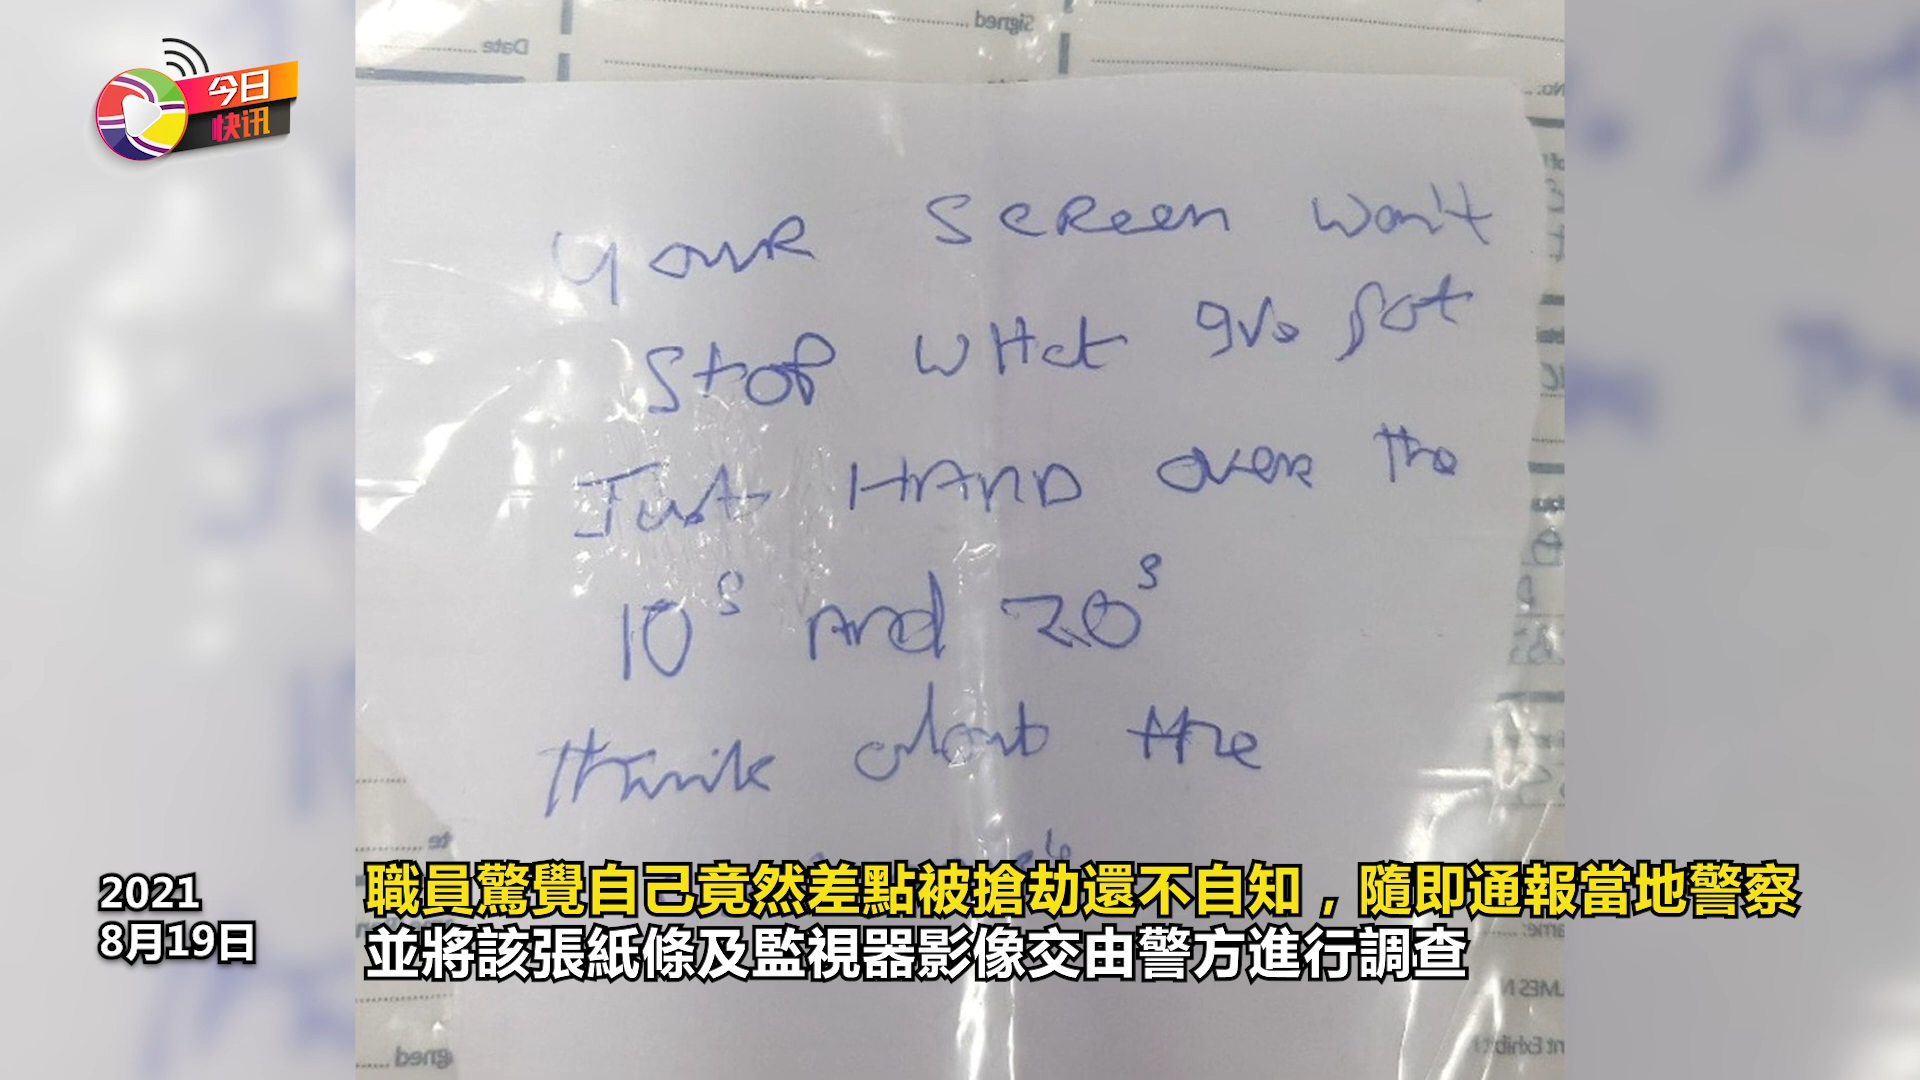 今日
快讯
Signed
Date
your screen won't
stop what ive got
Just HAND over the
10s And 20s
think about the
職員驚覺自己竟然差點被搶劫還不自知，隨即通報當地警察
並將該張紙條及監視器影像交由警方進行調查
2021
8月19日